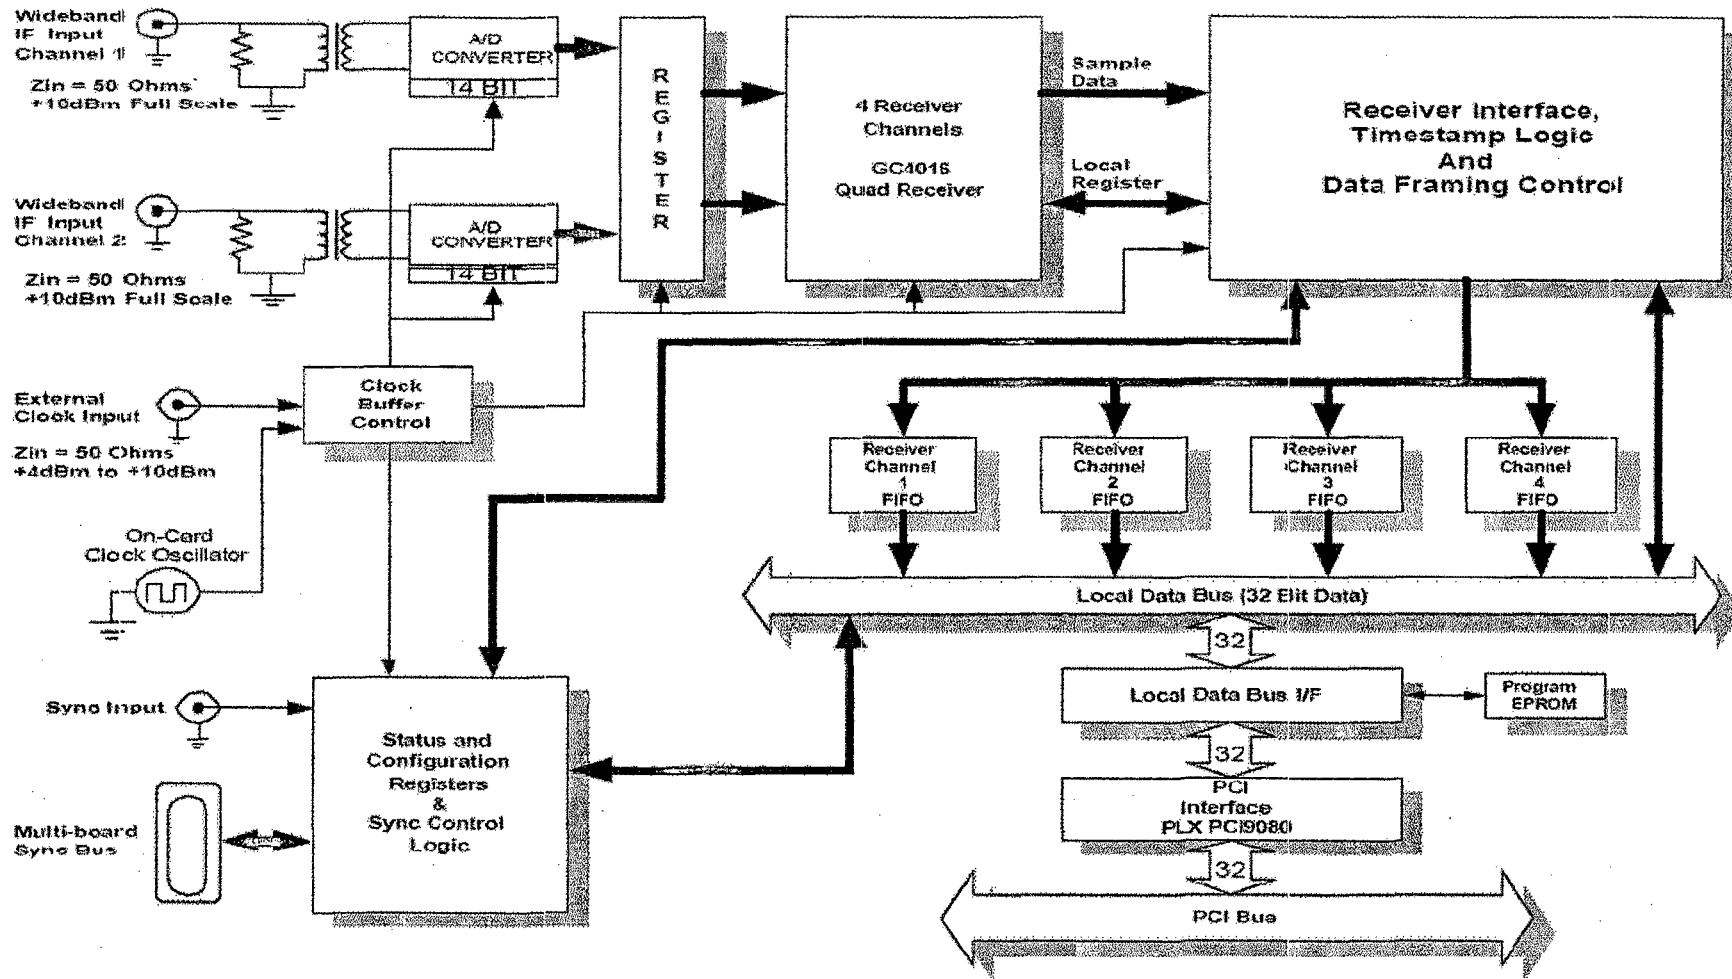 Wideband
IF Input
Channel 1
Zin = 50 Ohms
+10dBm Full Scale
A/D
CONVERTER
14 BIT
REGISTER
4 Receiver
Channels
GC4016
Quad Receiver
Sample
Data
Local
Register
Receiver Interface,
Timestamp Logic
And
Data Framing Control
Wideband
IF Input
Channel 2
Zin = 50 Ohms
+10dBm Full Scale
A/D
CONVERTER
14 BIT
External
Clock Input
Zin = 50 Ohms
+4dBm to +10dBm
Clock
Buffer
Control
Receiver
Channel
1
FIFO
Receiver
Channel
2
FIFO
Receiver
Channel
3
FIFO
Receiver
Channel
4
FIFO
On-Card
Clock Oscillator
Local Data Bus (32 Bit Data)
32
Local Data Bus I/F
Program
EPROM
32
PCI
Interface
PLX PCI9080
32
PCI Bus
Sync Input
Status and
Configuration
Registers
&
Sync Control
Logic
Multi-board
Sync Bus